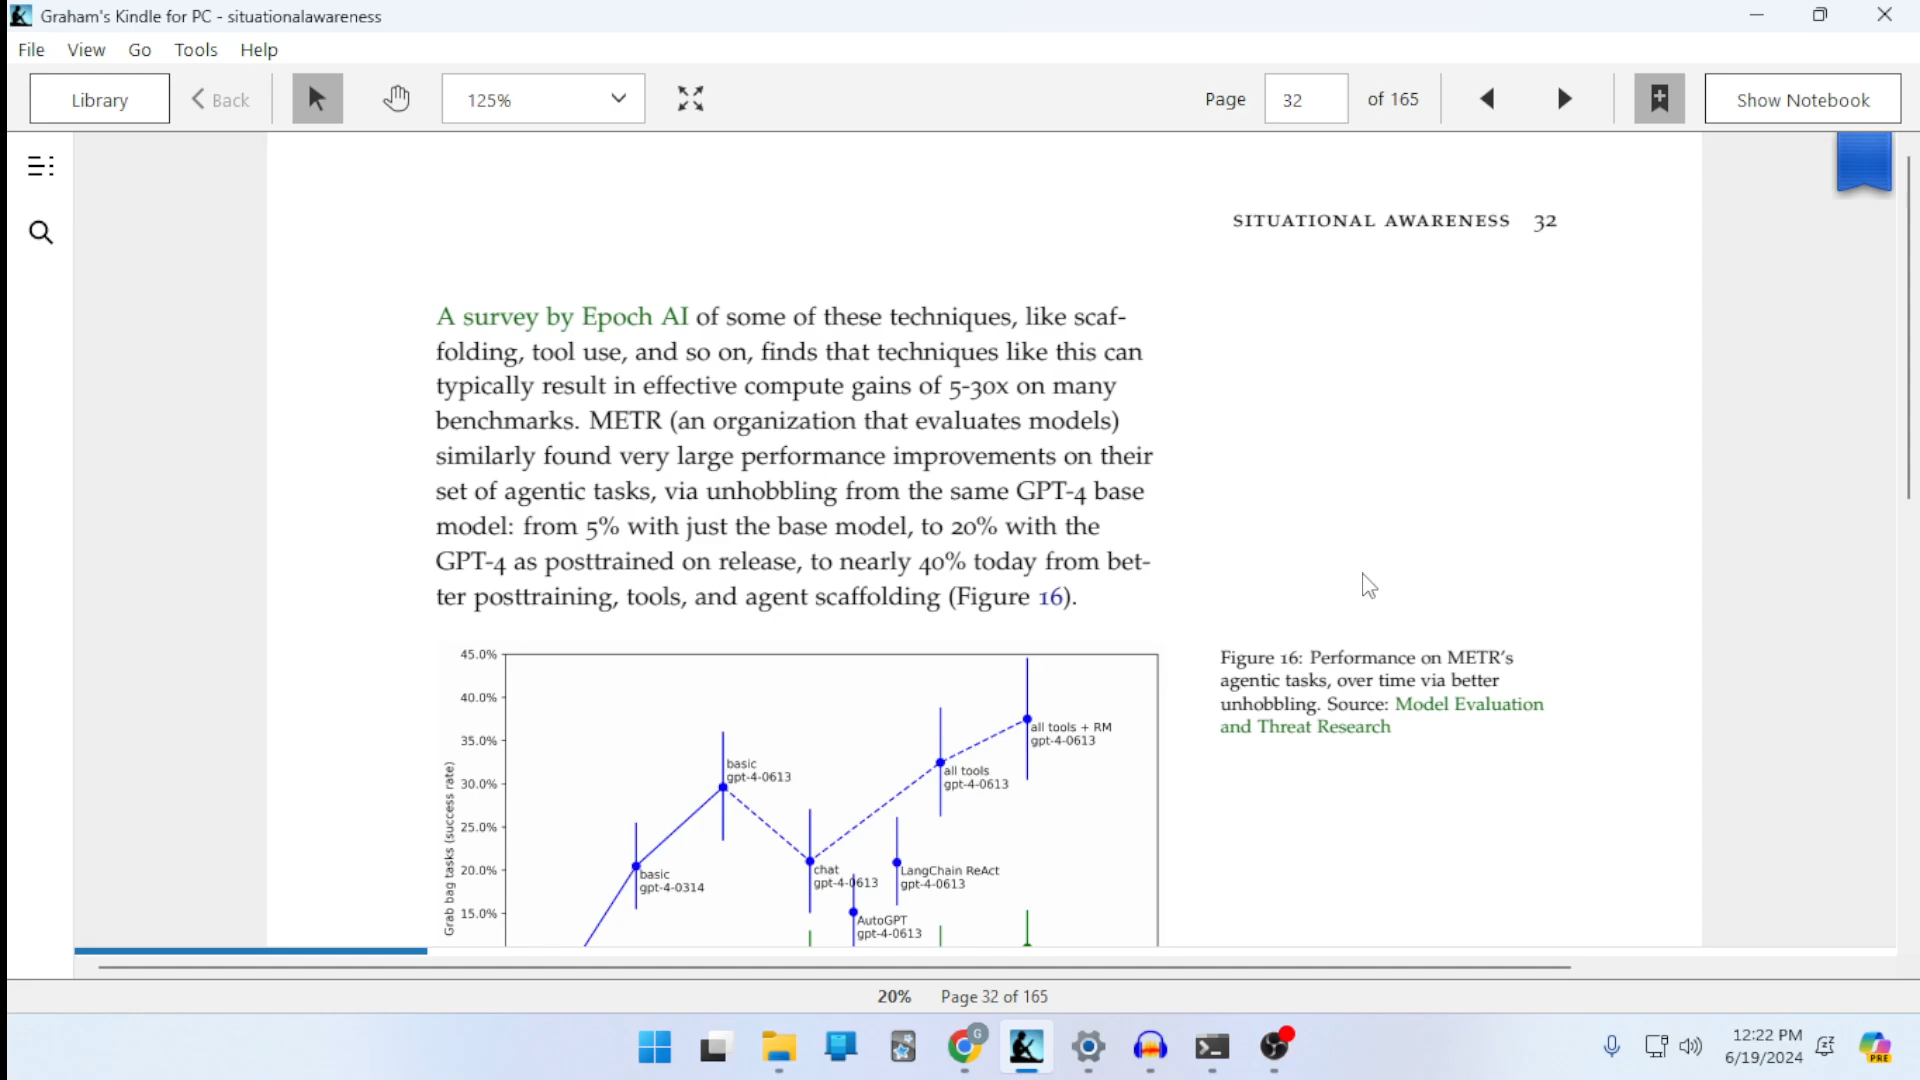 Graham's Kindle for PC - situationalawareness
File View Go Tools Help
Library Back 125% Page 32 of 165 Show Notebook
SITUATIONAL AWARENESS 32
A survey by Epoch AI of some of these techniques, like scaf-
folding, tool use, and so on, finds that techniques like this can
typically result in effective compute gains of 5-30x on many
benchmarks. METR (an organization that evaluates models)
similarly found very large performance improvements on their
set of agentic tasks, via unhobbling from the same GPT-4 base
model: from 5% with just the base model, to 20% with the
GPT-4 as posttrained on release, to nearly 40% today from bet-
ter posttraining, tools, and agent scaffolding (Figure 16).
Figure 16: Performance on METR's
agentic tasks, over time via better
unhobbling. Source: Model Evaluation
and Threat Research
Grab bag tasks (success rate)
45.0%
40.0%
35.0%
30.0%
25.0%
20.0%
15.0%
all tools + RM
gpt-4-0613
basic
gpt-4-0613
all tools
gpt-4-0613
basic
gpt-4-0314
chat
gpt-4-0613
LangChain ReAct
gpt-4-0613
AutoGPT
gpt-4-0613
20% Page 32 of 165
G
12:22 PM
6/19/2024
PRE